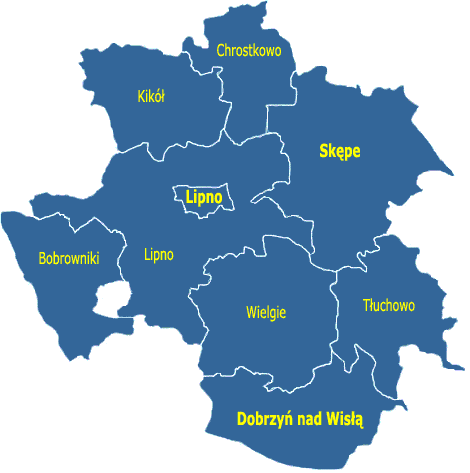 Chrostkowo
Kikół
Skępe
Lipno
Bobrowniki
Lipno
Wielgie
Tłuchowo
Dobrzyń nad Wisłą